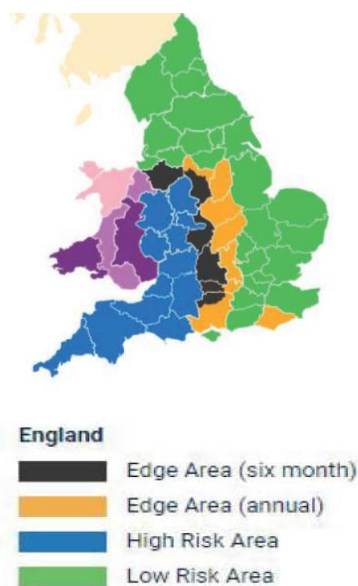 England
Edge Area (six month)
Edge Area (annual)
High Risk Area
Low Risk Area